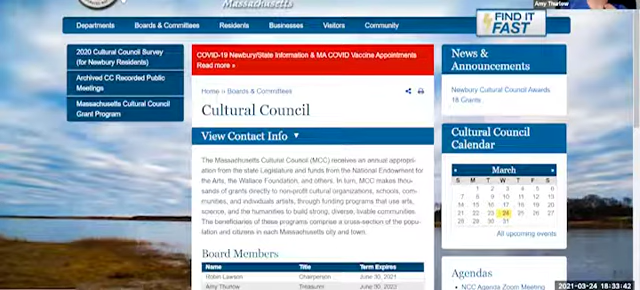 Massachusetts
Amy Thurlow
Departments Boards & Committees Residents Businesses Visitors Community
FIND IT
FAST
2020 Cultural Council Survey
(for Newbury Residents)
Archived CC Recorded Public
Meetings
Massachusetts Cultural Council
Grant Program
COVID-19 Newbury/State Information & MA COVID Vaccine Appointments
Read more »
Home » Boards & Committees
Cultural Council
View Contact Info ▼
The Massachusetts Cultural Council (MCC) receives an annual appropri-
ation from the state Legislature and funds from the National Endowment for
the Arts, the Wallace Foundation, and others. In turn, MCC makes thou-
sands of grants directly to non-profit cultural organizations, schools, com-
munities, and individual artists, through funding programs that use arts,
science, and the humanities to build strong, diverse, livable communities.
The beneficiaries of these programs comprise a cross-section of the popu-
lation and citizens in each Massachusetts city and town.
Board Members
Name Title Term Expires
Robin Lawson Chairperson June 30, 2021
Amy Thurlow Treasurer June 30, 2022
News &
Announcements
Newbury Cultural Council Awards
18 Grants
Cultural Council
Calendar
« March »
S M T W T F S
1 2 3 4 5 6
7 8 9 10 11 12 13
14 15 16 17 18 19 20
21 22 23 24 25 26 27
28 29 30 31
All upcoming events
Agendas
NCC Agenda Zoom Meeting
2021-03-24 18:33:42